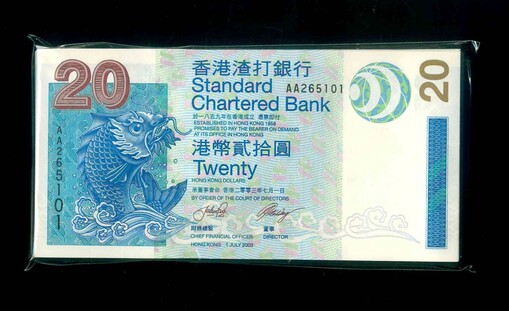 20
香港渣打銀行
Standard
Chartered Bank
AA265101
20
於一八五九年在香港成立 憑票即付
ESTABLISHED IN HONG KONG 1859
PROMISES TO PAY THE BEARER ON DEMAND
AT ITS OFFICE IN HONG KONG
港幣貳拾圓
Twenty
HONG KONG DOLLARS
承董事會命 香港二零零三年七月一日
BY ORDER OF THE COURT OF DIRECTORS
財務總監 董事
CHIEF FINANCIAL OFFICER DIRECTOR
HONG KONG 1 JULY 2003
AA265101